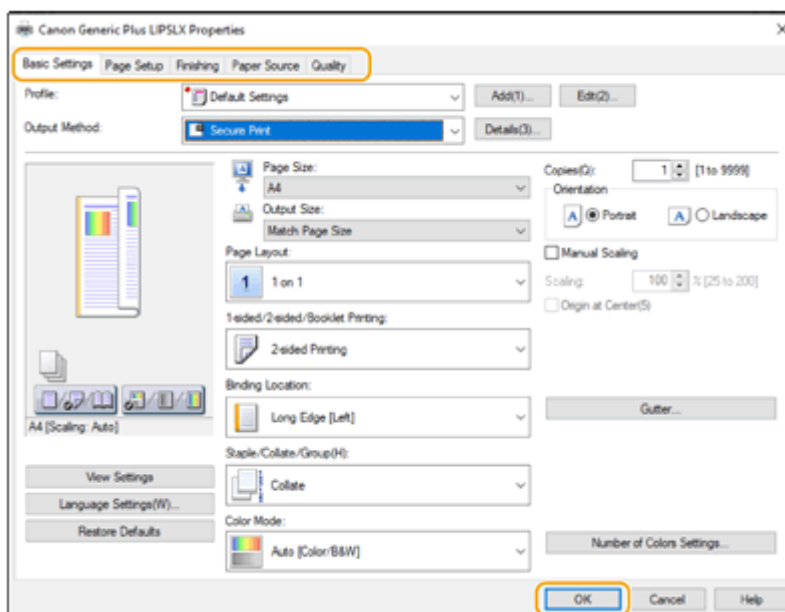 Canon Generic Plus LIPSLX Properties
Basic Settings Page Setup Finishing Paper Source Quality
Profile: Default Settings Add(1)... Edit(2)...
Output Method: Secure Print Details(3)...
Page Size:
A4
Output Size:
Match Page Size
Copies(Q): 1 [1 to 9999]
Orientation
A Portrait A Landscape
Page Layout:
1 1 on 1
Manual Scaling
Scaling: 100 % [25 to 200]
Origin at Center(S)
1-sided/2-sided/Booklet Printing:
2-sided Printing
Binding Location:
Long Edge [Left]
Gutter...
A4 [Scaling: Auto]
Staple/Collate/Group(H):
Collate
View Settings
Language Settings(W)...
Restore Defaults
Color Mode:
Auto [Color/B&W]
Number of Colors Settings...
OK Cancel Help